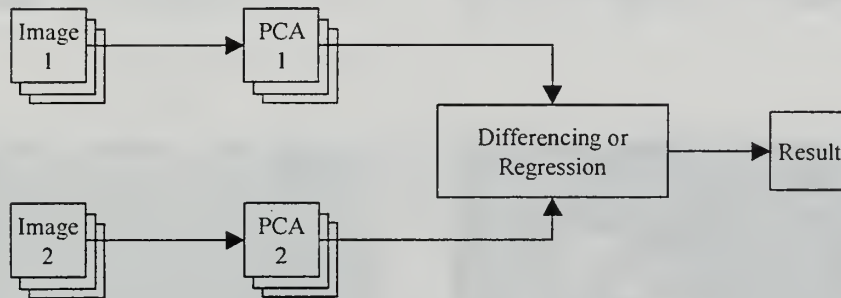 Image
1
PCA
1
Differencing or
Regression
Result
Image
2
PCA
2